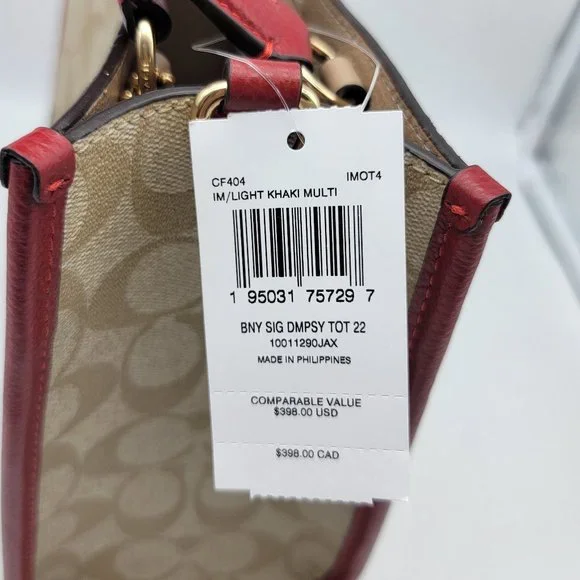 CF404 IMOT4
IM/LIGHT KHAKI MULTI
1 95031 75729 7
BNY SIG DMPSY TOT 22
10011290JAX
MADE IN PHILIPPINES
COMPARABLE VALUE
$398.00 USD
$398.00 CAD